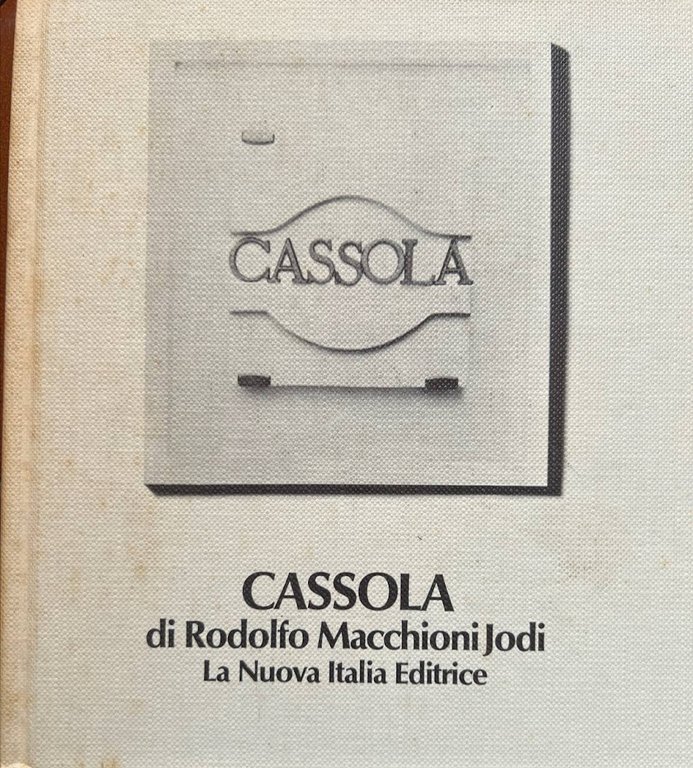 CASSOLA
CASSOLA
di Rodolfo Macchioni Jodi
La Nuova Italia Editrice